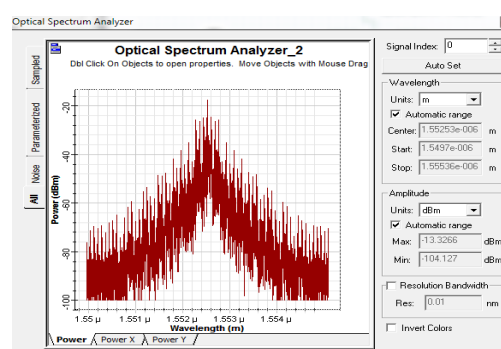 Optical Spectrum Analyzer
Optical Spectrum Analyzer_2
Dbl Click On Objects to open properties. Move Objects with Mouse Drag
Sampled
Parameterized
Noise
All
Power (dBm)
-20
-40
-60
-80
-100
1.55 µ 1.551 µ 1.552 µ 1.553 µ 1.554 µ
Wavelength (m)
Power Power X Power Y
Signal Index: 0
Auto Set
Wavelength
Units: m
Automatic range
Center: 1.55253e-006 m
Start: 1.5497e-006 m
Stop: 1.55536e-006 m
Amplitude
Units: dBm
Automatic range
Max: -13.3266 dBm
Min: -104.127 dBm
Resolution Bandwidth
Res: 0.01 nm
Invert Colors